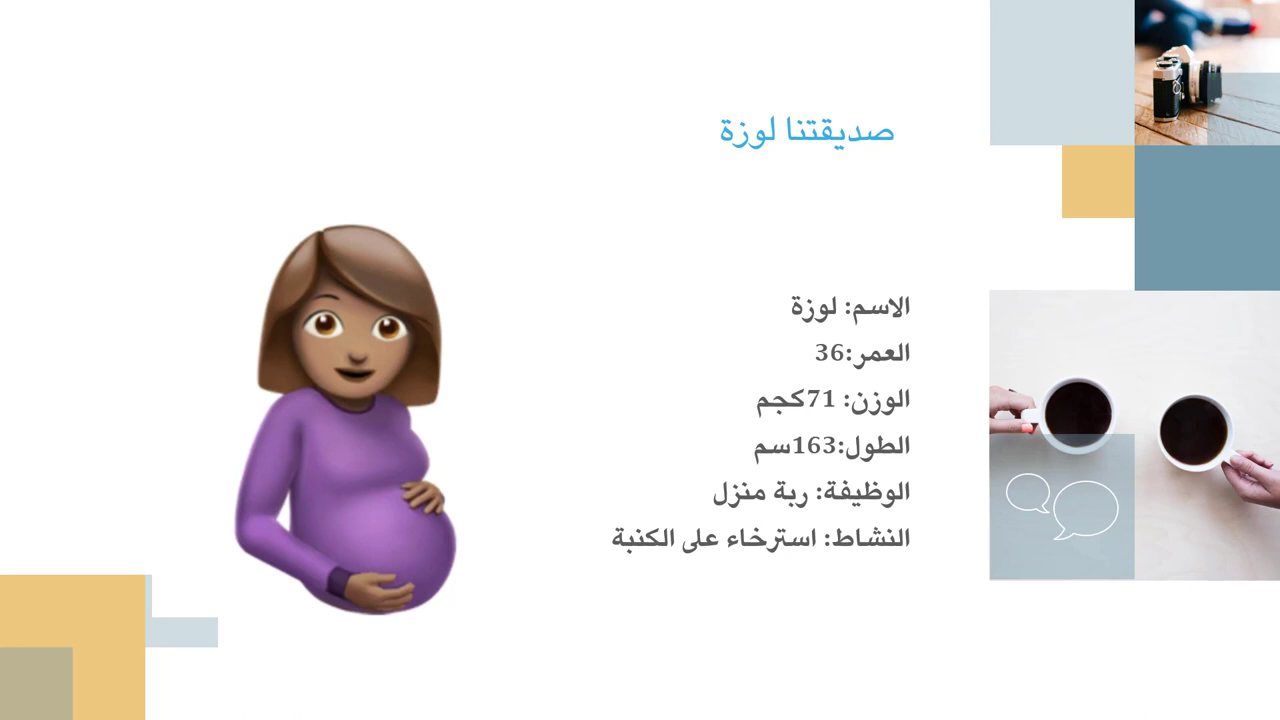 صديقتنا لوزة
الاسم: لوزة
العمر:36
الوزن: 71كجم
الطول:163سم
الوظيفة: ربة منزل
النشاط: استرخاء على الكنبة